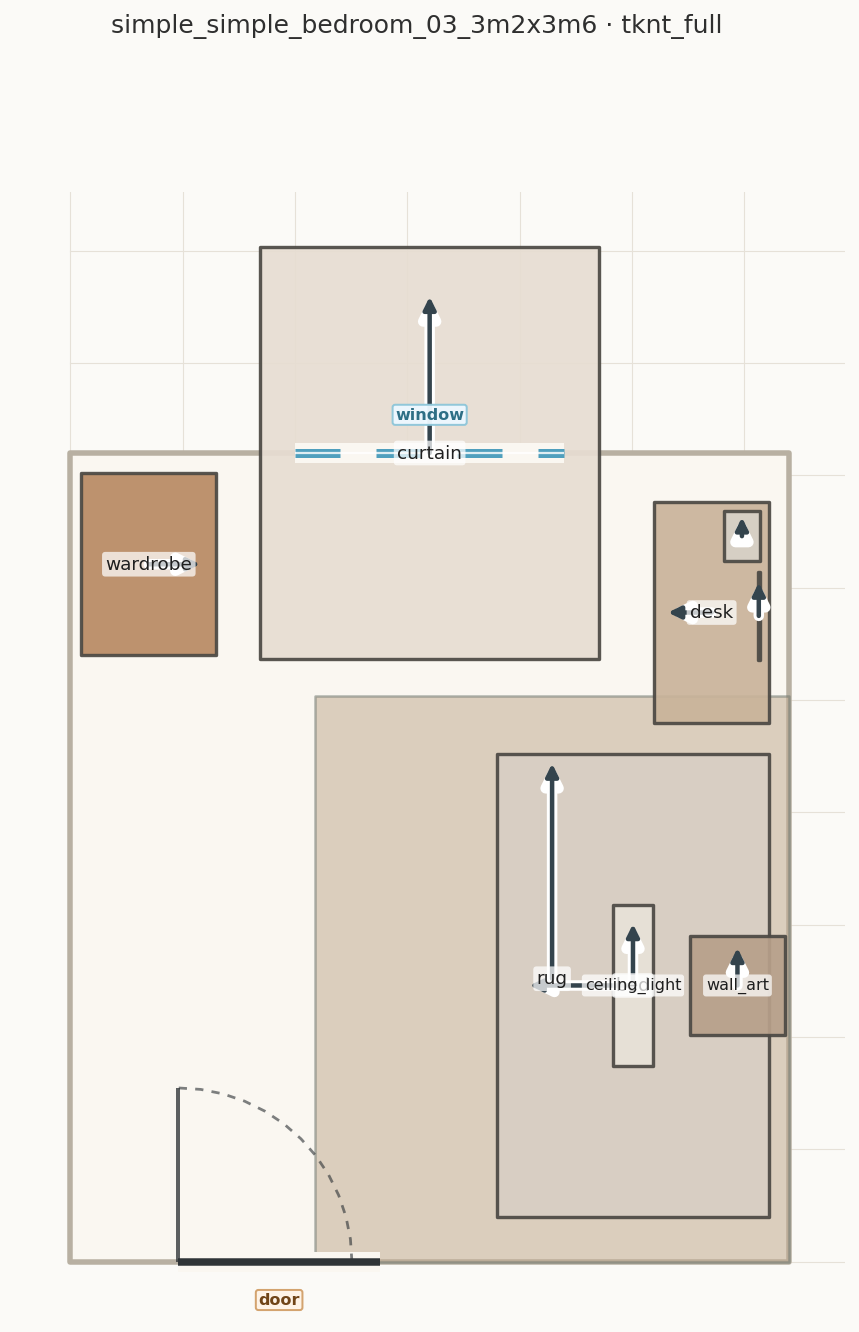 simple_simple_bedroom_03_3m2x3m6 · tknt_full
window
curtain
wardrobe
desk
rug
ceiling_light
wall_art
door